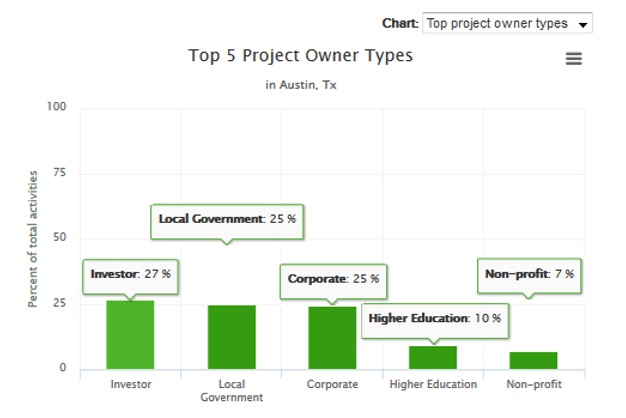 Chart: Top project owner types
Top 5 Project Owner Types
in Austin, Tx
Percent of total activities
100
75
50
25
0
Local Government: 25 %
Investor: 27 %
Corporate: 25 %
Non-profit: 7 %
Higher Education: 10 %
Investor
Local
Government
Corporate
Higher Education
Non-profit